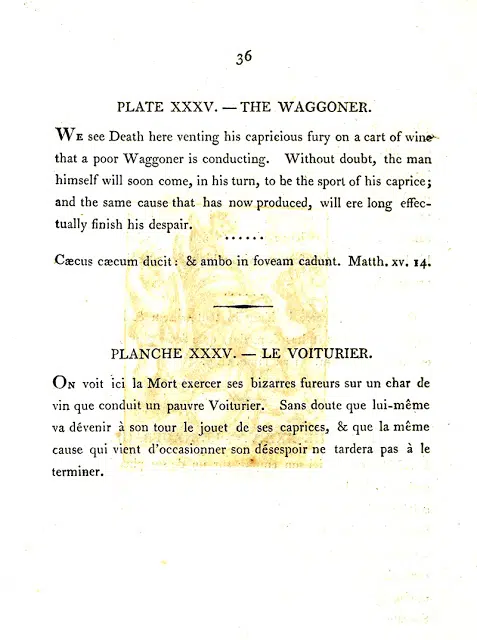 36
PLATE XXXV. — THE WAGGONER.
WE see Death here venting his capricious fury on a cart of wine
that a poor Waggoner is conducting. Without doubt, the man
himself will soon come, in his turn, to be the sport of his caprice;
and the same cause that has now produced, will ere long effec-
tually finish his despair.
......
Cæcus cæcum ducit: & ambo in foveam cadunt. Matth. xv. 14.
PLANCHE XXXV. — LE VOITURIER.
ON voit ici la Mort exercer ses bizarres fureurs sur un char de
vin que conduit un pauvre Voiturier. Sans doute que lui-même
va dévenir à son tour le jouet de ses caprices, & que la même
cause qui vient d'occasionner son désespoir ne tardera pas à le
terminer.